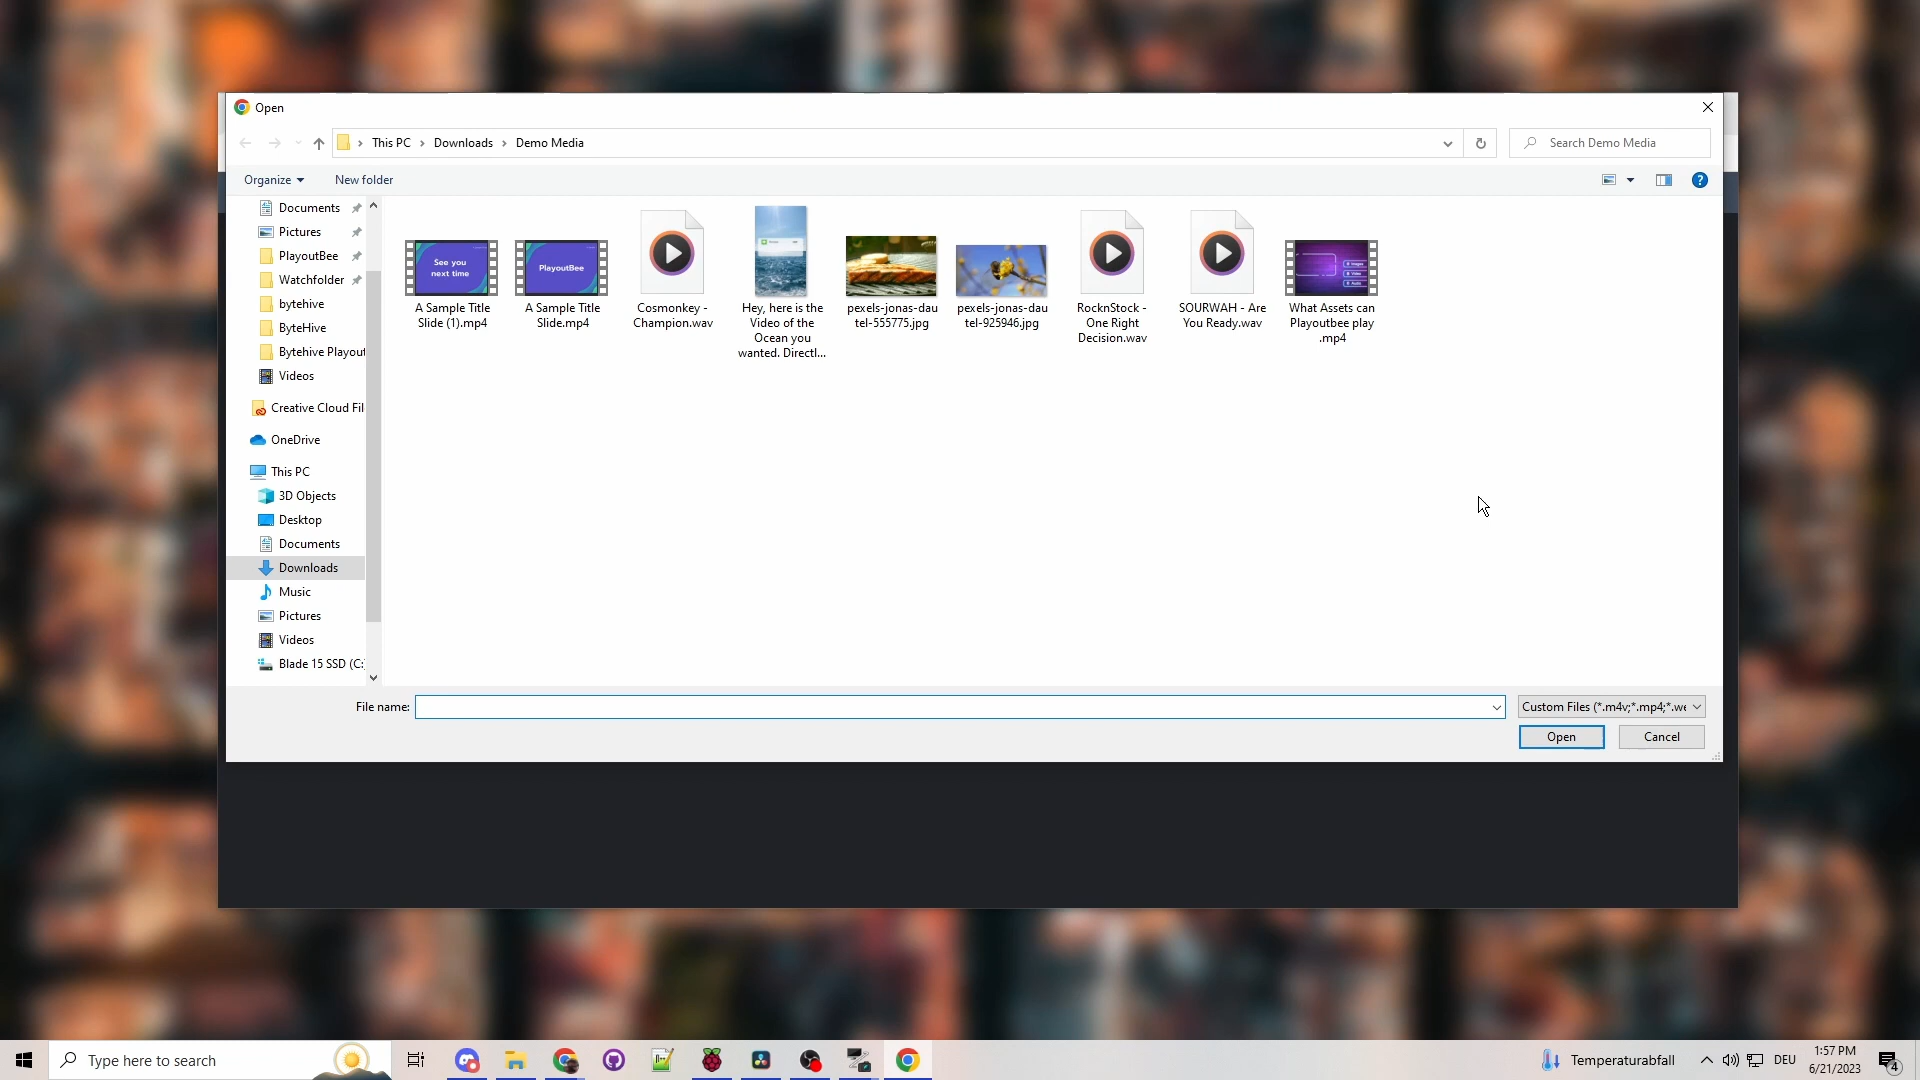 Open
This PC
Downloads
Demo Media
Search Demo Media
Organize
New folder
?
Documents
Pictures
PlayoutBee
Watchfolder
bytehive
ByteHive
Bytehive Playout
Videos
Creative Cloud Fil
OneDrive
This PC
3D Objects
Desktop
Documents
Downloads
Music
Pictures
Videos
Blade 15 SSD (C:
See you
next time
A Sample Title
Slide (1).mp4
PlayoutBee
A Sample Title
Slide.mp4
Cosmonkey -
Champion.wav
Hey, here is the
Video of the
Ocean you
wanted. Directl...
pexels-jonas-dau
tel-555775.jpg
pexels-jonas-dau
tel-925946.jpg
RocknStock -
One Right
Decision.wav
SOURWAH - Are
You Ready.wav
Images
Video
Audio
What Assets can
Playoutbee play
.mp4
File name:
Custom Files (*.m4v;*.mp4;*.we
Open
Cancel
Type here to search
Temperaturabfall
DEU
1:57 PM
6/21/2023
4